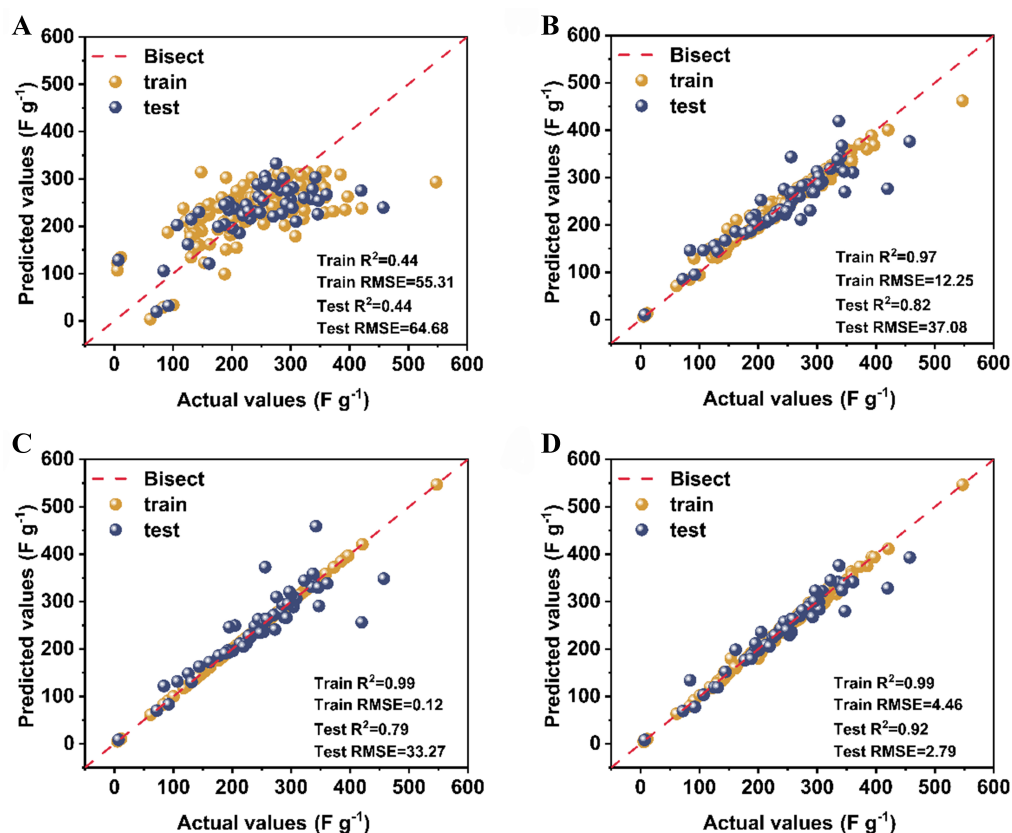 A
600
500
400
300
200
100
0
Predicted values (F g-1)
Bisect
train
test
Train R²=0.44
Train RMSE=55.31
Test R²=0.44
Test RMSE=64.68
0 100 200 300 400 500 600
Actual values (F g-1)
B
600
500
400
300
200
100
0
Predicted values (F g-1)
Bisect
train
test
Train R²=0.97
Train RMSE=12.25
Test R²=0.82
Test RMSE=37.08
0 100 200 300 400 500 600
Actual values (F g-1)
C
600
500
400
300
200
100
0
Predicted values (F g-1)
Bisect
train
test
Train R²=0.99
Train RMSE=0.12
Test R²=0.79
Test RMSE=33.27
0 100 200 300 400 500 600
Actual values (F g-1)
D
600
500
400
300
200
100
0
Predicted values (F g-1)
Bisect
train
test
Train R²=0.99
Train RMSE=4.46
Test R²=0.92
Test RMSE=2.79
0 100 200 300 400 500 600
Actual values (F g-1)